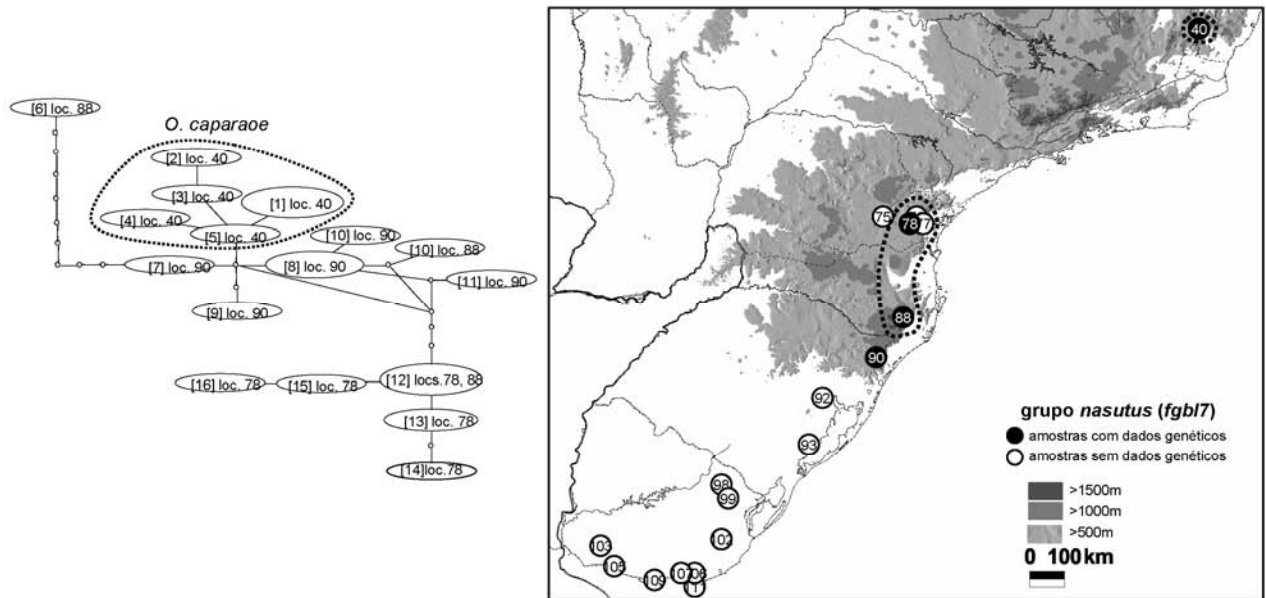 [6] loc. 88
O. caparaoe
[2] loc. 40
[3] loc. 40
[1] loc. 40
[4] loc. 40
[5] loc. 40
[10] loc. 90
[10] loc. 88
[7] loc. 90
[8] loc. 90
[11] loc. 90
[9] loc. 90
[16] loc. 78
[15] loc. 78
[12] locs.78, 88
[13] loc. 78
[14]loc.78
40
75
78
88
90
92
93
98
99
102
103
105
109
107
grupo nasutus (fgbI7)
amostras com dados genéticos
amostras sem dados genéticos
>1500m
>1000m
>500m
0 100 km